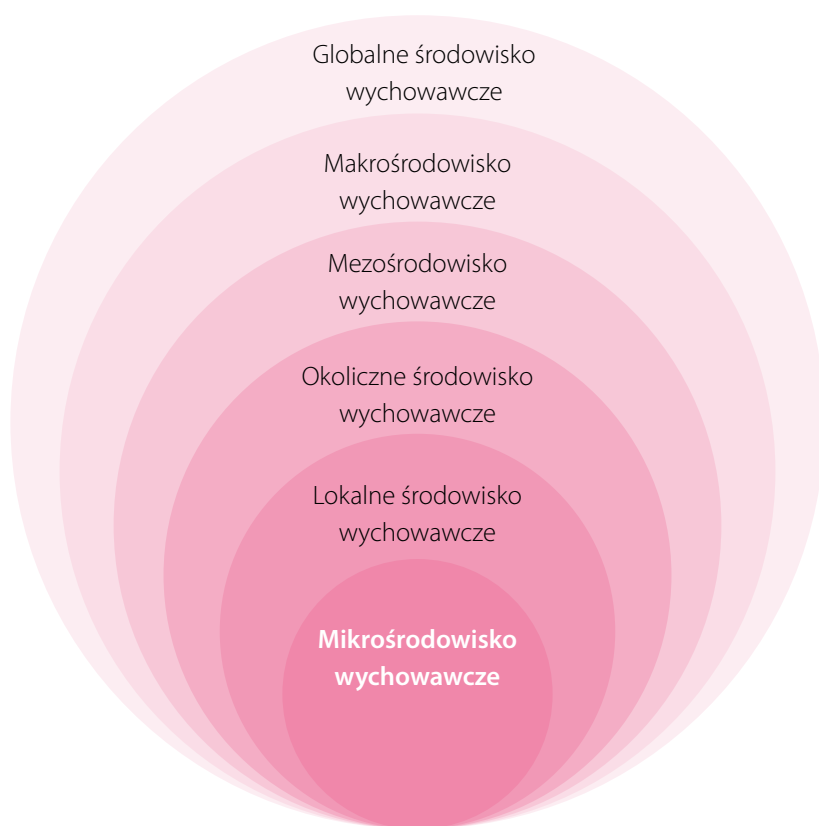 Globalne środowisko
wychowawcze
Makrośrodowisko
wychowawcze
Mezośrodowisko
wychowawcze
Okoliczne środowisko
wychowawcze
Lokalne środowisko
wychowawcze
Mikrośrodowisko
wychowawcze